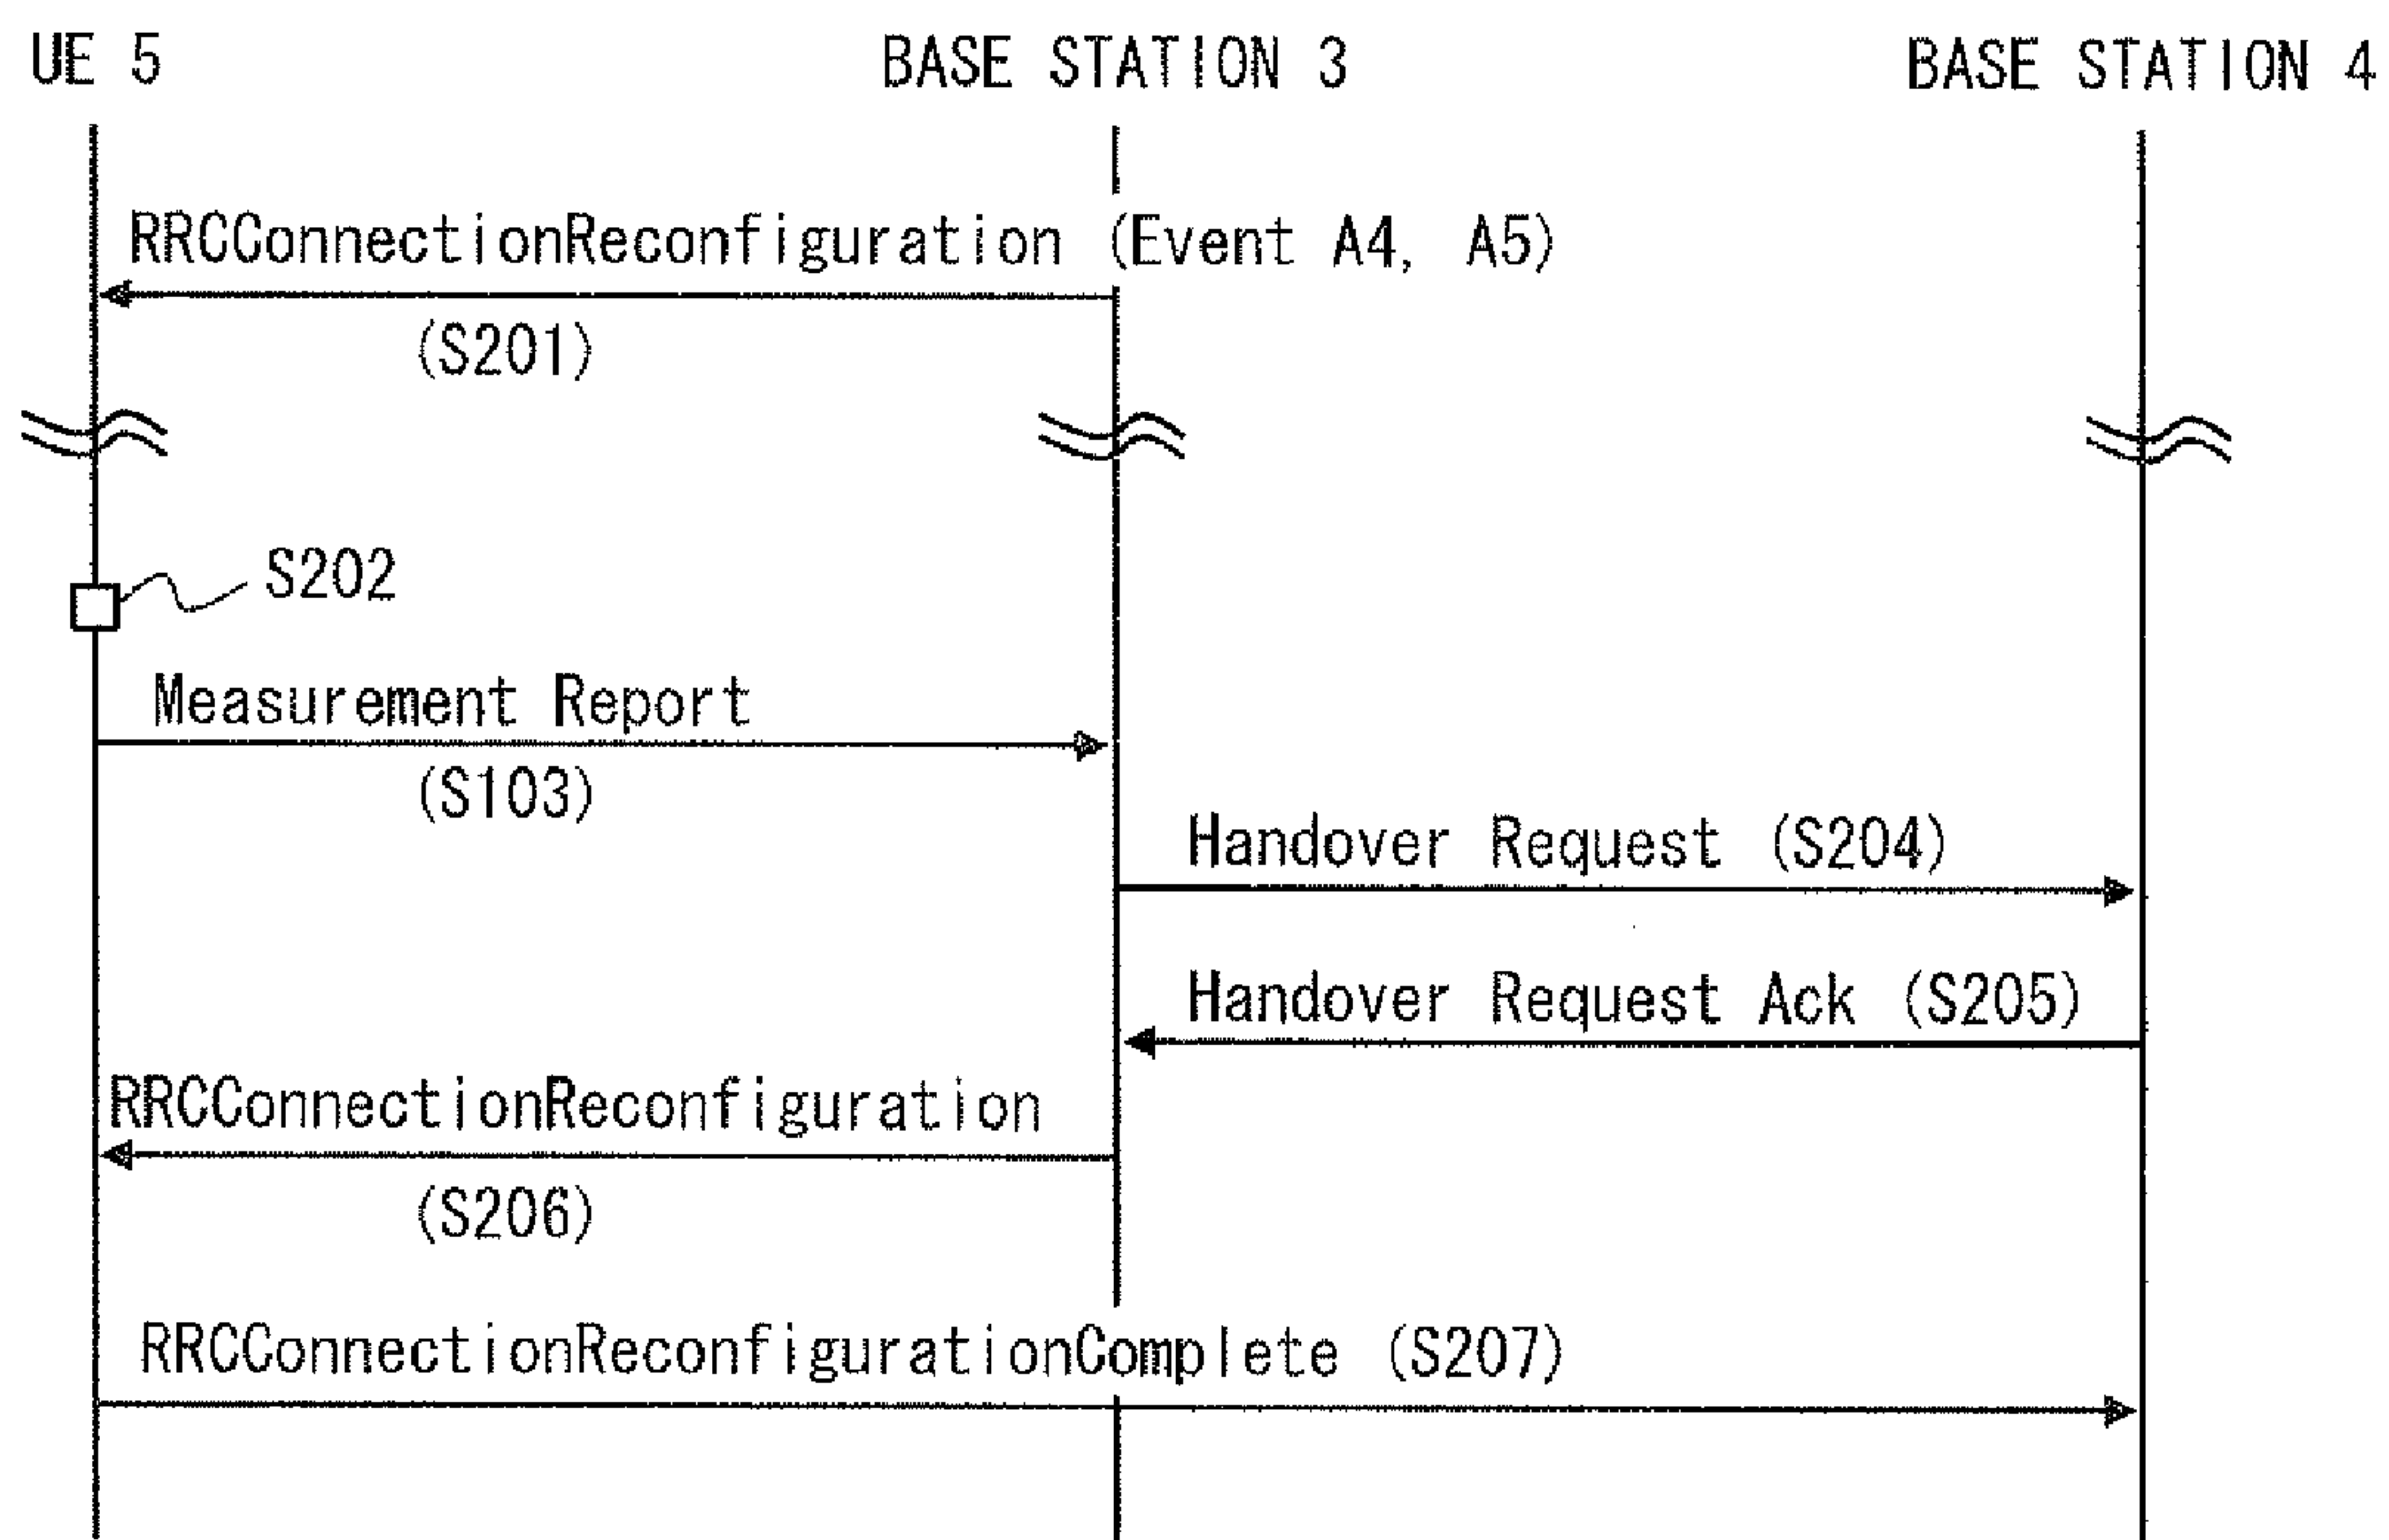 UE 5 BASE STATION 3 BASE STATION 4
RRCConnectionReconfiguration (Event A4, A5)
(S201)
S202
Measurement Report
(S103)
Handover Request (S204)
Handover Request Ack (S205)
RRCConnectionReconfiguration
(S206)
RRCConnectionReconfigurationComplete (S207)